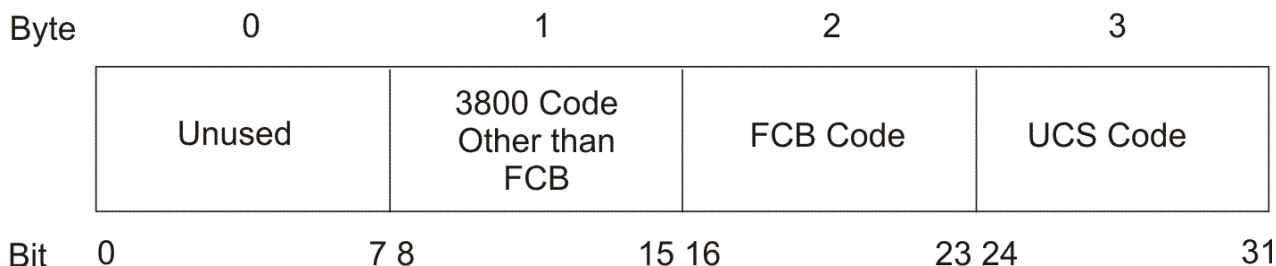 Byte 0 1 2 3
Unused
3800 Code
Other than
FCB
FCB Code
UCS Code
Bit 0 7 8 15 16 23 24 31